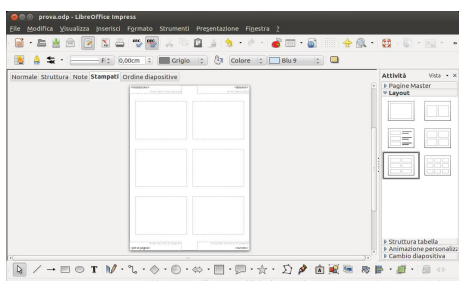 prova.odp - LibreOffice Impress
File Modifica Visualizza Inserisci Formato Strumenti Presentazione Finestra ?
0,00cm Grigio Colore Blu 9
Normale Struttura Note Stampati Ordine diapositive
Attività Vista
Pagine Master
Layout
Struttura tabella
Animazione personaliz
Cambio diapositiva